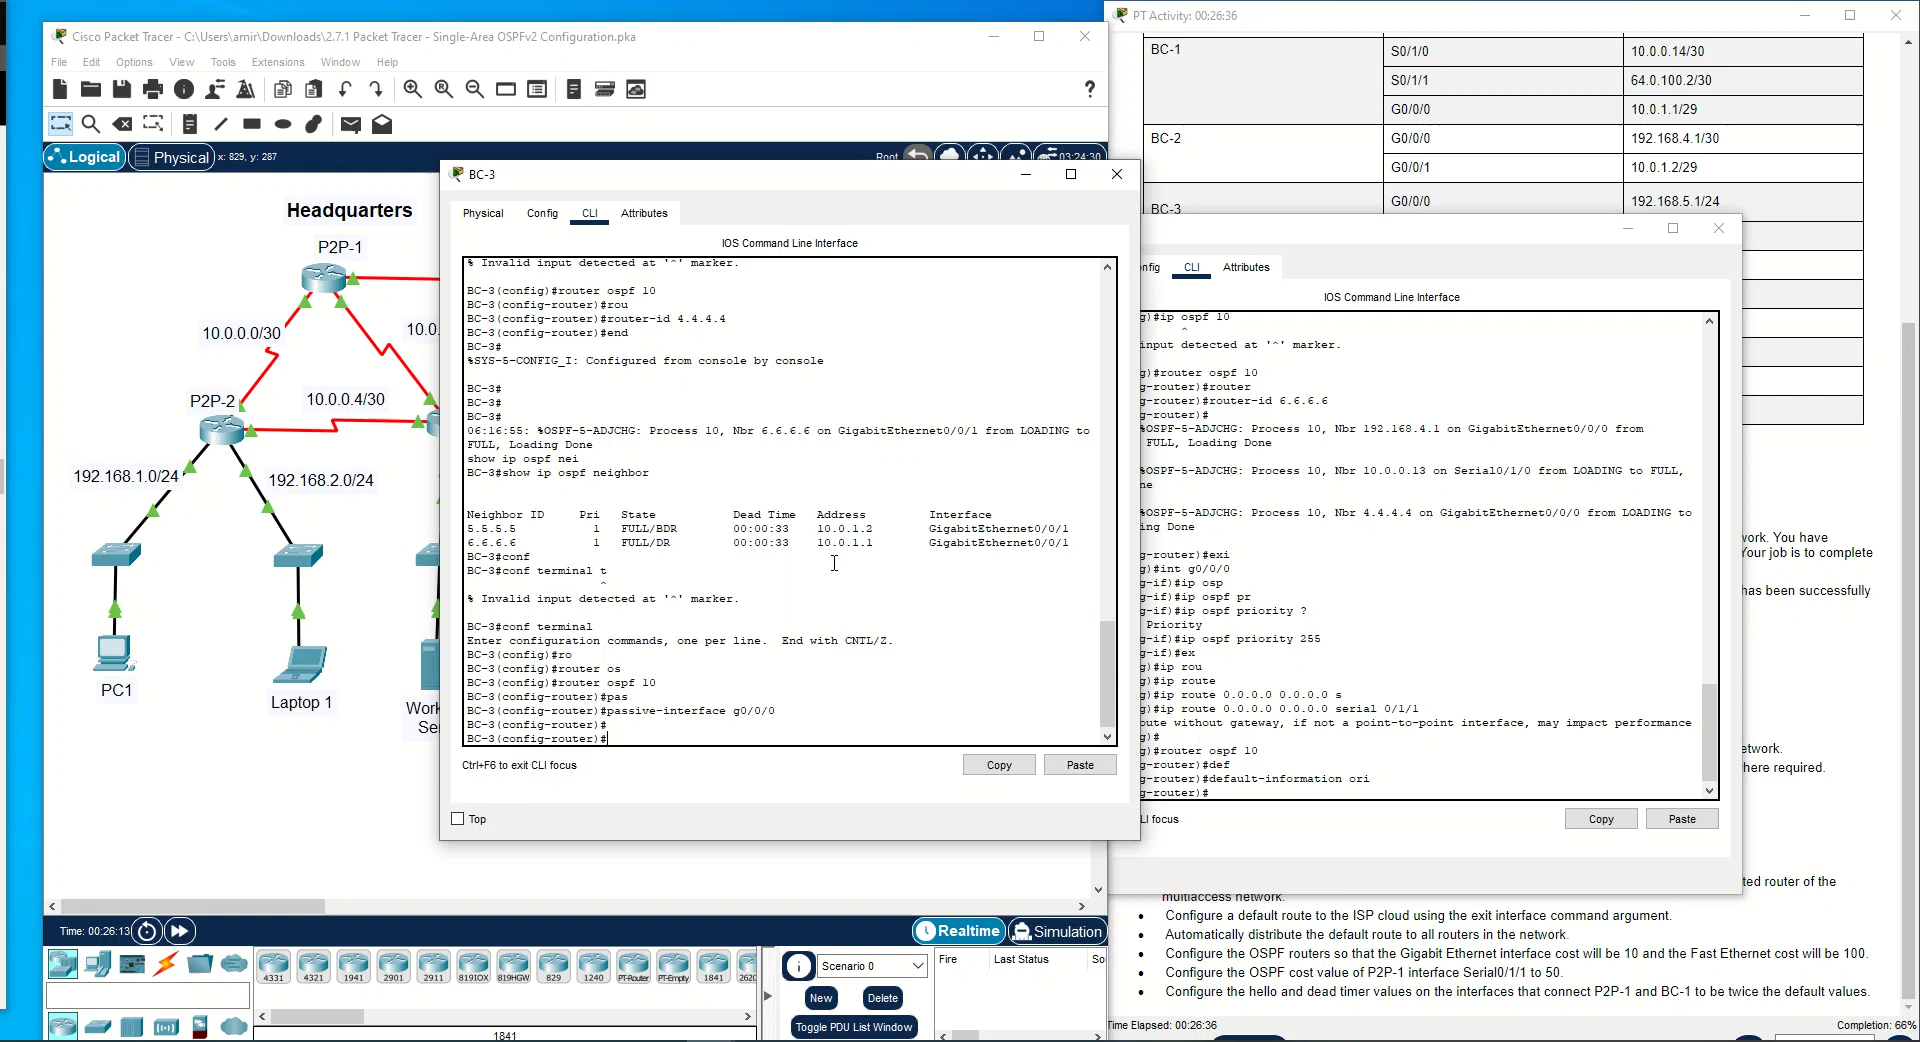 Cisco Packet Tracer - C:\Users\amir\Downloads\2.7.1 Packet Tracer - Single-Area OSPFv2 Configuration.pka
File Edit Options View Tools Extensions Window Help
?
Logical
Physical
x: 829, y: 287
Root
03:24:30
Headquarters
P2P-1
10.0.0.0/30
10.0.
P2P-2
10.0.0.4/30
192.168.1.0/24
192.168.2.0/24
PC1
Laptop 1
Work
Se
BC-3
Physical Config CLI Attributes
IOS Command Line Interface
% Invalid input detected at '^' marker.
BC-3(config)#router ospf 10
BC-3(config-router)#rou
BC-3(config-router)#router-id 4.4.4.4
BC-3(config-router)#end
BC-3#
%SYS-5-CONFIG_I: Configured from console by console
BC-3#
BC-3#
BC-3#
06:16:55: %OSPF-5-ADJCHG: Process 10, Nbr 6.6.6.6 on GigabitEthernet0/0/1 from LOADING to
FULL, Loading Done
show ip ospf nei
BC-3#show ip ospf neighbor
Neighbor ID Pri State Dead Time Address Interface
5.5.5.5 1 FULL/BDR 00:00:33 10.0.1.2 GigabitEthernet0/0/1
6.6.6.6 1 FULL/DR 00:00:33 10.0.1.1 GigabitEthernet0/0/1
BC-3#conf
BC-3#conf terminal t
^
% Invalid input detected at '^' marker.
BC-3#conf terminal
Enter configuration commands, one per line. End with CNTL/Z.
BC-3(config)#ro
BC-3(config)#router os
BC-3(config)#router ospf 10
BC-3(config-router)#pas
BC-3(config-router)#passive-interface g0/0/0
BC-3(config-router)#
BC-3(config-router)#
Ctrl+F6 to exit CLI focus
Copy
Paste
Top
PT Activity: 00:26:36
BC-1 S0/1/0 10.0.0.14/30
S0/1/1 64.0.100.2/30
G0/0/0 10.0.1.1/29
BC-2 G0/0/0 192.168.4.1/30
G0/0/1 10.0.1.2/29
BC-3 G0/0/0 192.168.5.1/24
nfig CLI Attributes
IOS Command Line Interface
g)#ip ospf 10
^
input detected at '^' marker.
g)#router ospf 10
g-router)#router
g-router)#router-id 6.6.6.6
g-router)#
%OSPF-5-ADJCHG: Process 10, Nbr 192.168.4.1 on GigabitEthernet0/0/0 from
FULL, Loading Done
%OSPF-5-ADJCHG: Process 10, Nbr 10.0.0.13 on Serial0/1/0 from LOADING to FULL,
ne
%OSPF-5-ADJCHG: Process 10, Nbr 4.4.4.4 on GigabitEthernet0/0/0 from LOADING to
ing Done
g-router)#exi
g)#int g0/0/0
g-if)#ip osp
g-if)#ip ospf pr
g-if)#ip ospf priority ?
Priority
g-if)#ip ospf priority 255
g-if)#ex
g)#ip rou
g)#ip route
g)#ip route 0.0.0.0 0.0.0.0 s
g)#ip route 0.0.0.0 0.0.0.0 serial 0/1/1
oute without gateway, if not a point-to-point interface, may impact performance
g)#
g)#router ospf 10
g-router)#def
g-router)#default-information ori
g-router)#
LI focus
Copy
Paste
work. You have
Your job is to complete
has been successfully
etwork.
here required.
ted router of the
multiaccess network.
• Configure a default route to the ISP cloud using the exit interface command argument.
• Automatically distribute the default route to all routers in the network.
• Configure the OSPF routers so that the Gigabit Ethernet interface cost will be 10 and the Fast Ethernet cost will be 100.
• Configure the OSPF cost value of P2P-1 interface Serial0/1/1 to 50.
• Configure the hello and dead timer values on the interfaces that connect P2P-1 and BC-1 to be twice the default values.
Time Elapsed: 00:26:36
Completion: 66%
Time: 00:26:13
Realtime
Simulation
4331 4321 1941 2901 2911 819IOX 819HGW 829 1240 PT-Router PT-Empty 1841 2620
1841
Scenario 0
New
Delete
Toggle PDU List Window
Fire Last Status So